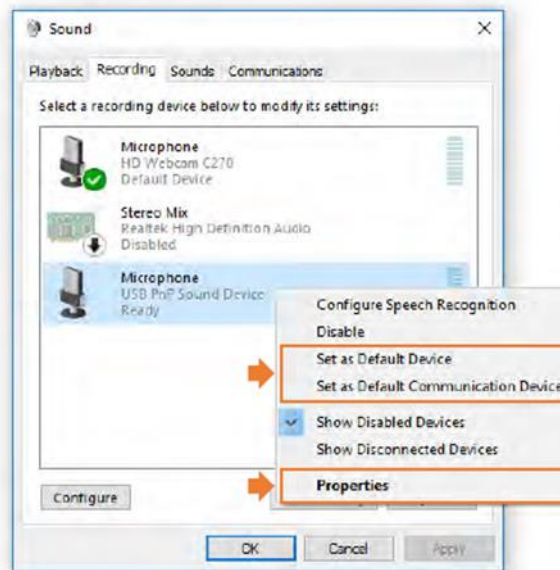 Sound
Playback Recording Sounds Communications
Select a recording device below to modify its settings:
Microphone
HD Webcam C270
Default Device
Stereo Mix
Realtek High Definition Audio
Disabled
Microphone
USB PnP Sound Device
Ready
Configure Speech Recognition
Disable
Set as Default Device
Set as Default Communication Device
Show Disabled Devices
Show Disconnected Devices
Properties
Configure
OK Cancel Apply